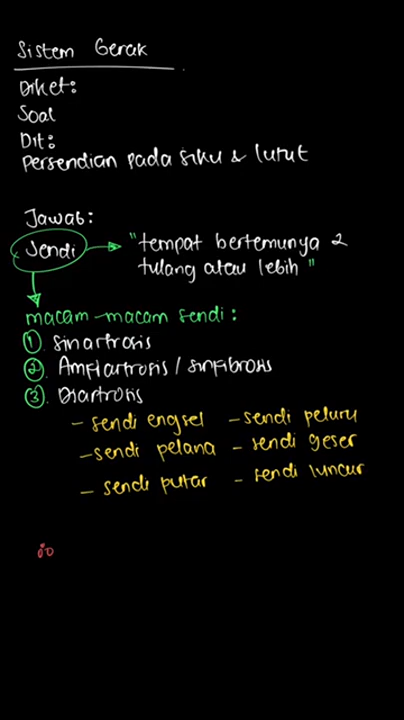 Sistem Gerak
Diket:
Soal
Dit:
Persendian pada siku & lutut
Jawab:
Sendi → "tempat bertemunya 2
tulang atau lebih"
macam-macam sendi:
① Sinartrosis
② Amfiartrosis / sinfibrosis
③ Diartrosis
- sendi engsel - sendi peluru
- sendi pelana - sendi geser
- sendi putar - sendi luncur